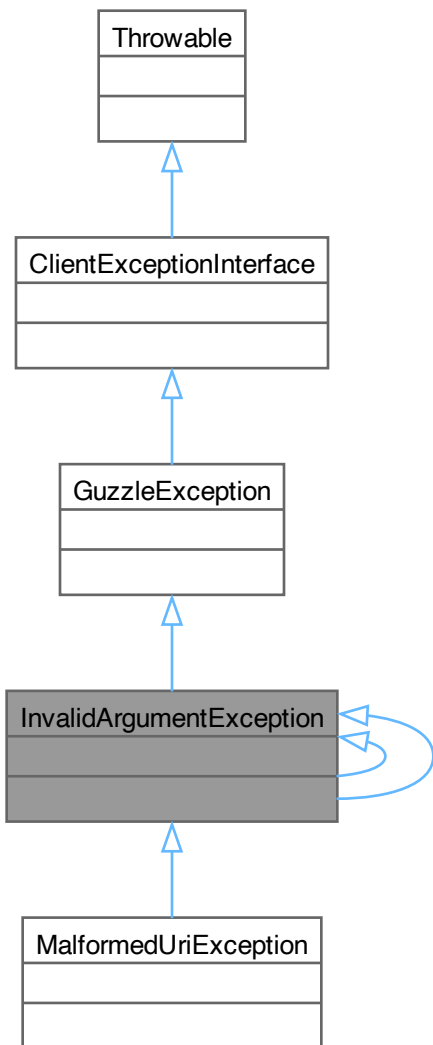 Throwable
ClientExceptionInterface
GuzzleException
InvalidArgumentException
MalformedUriException